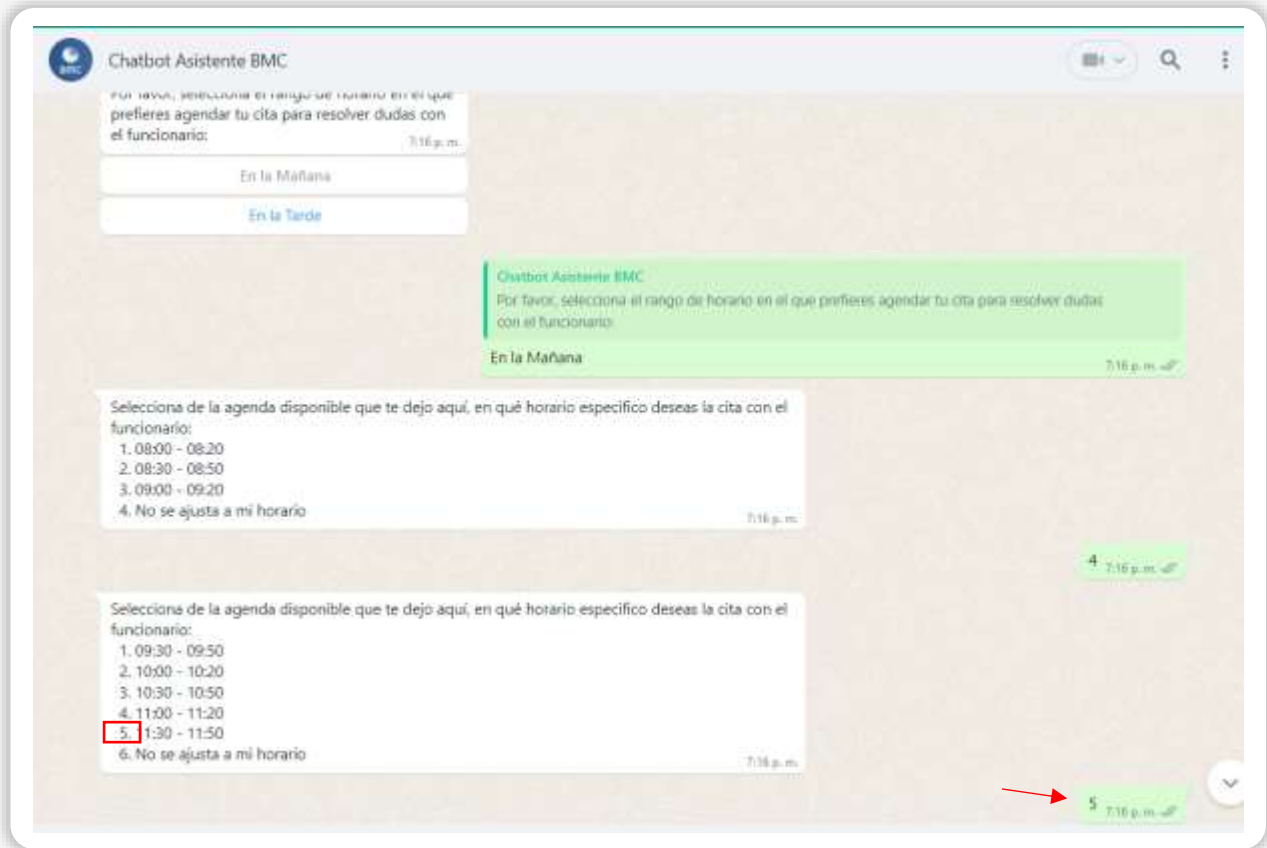 BMC
Chatbot Asistente BMC
Por favor, selecciona el rango de horario en el que
prefieres agendar tu cita para resolver dudas con
el funcionario:
7:16 p. m.
En la Mañana
En la Tarde
Chatbot Asistente BMC
Por favor, selecciona el rango de horario en el que prefieres agendar tu cita para resolver dudas
con el funcionario:
En la Mañana
7:16 p. m.
Selecciona de la agenda disponible que te dejo aquí, en qué horario especifico deseas la cita con el
funcionario:
1. 08:00 - 08:20
2. 08:30 - 08:50
3. 09:00 - 09:20
4. No se ajusta a mi horario
7:16 p. m.
4 7:16 p. m.
Selecciona de la agenda disponible que te dejo aquí, en qué horario especifico deseas la cita con el
funcionario:
1. 09:30 - 09:50
2. 10:00 - 10:20
3. 10:30 - 10:50
4. 11:00 - 11:20
5. 11:30 - 11:50
6. No se ajusta a mi horario
7:16 p. m.
5 7:16 p. m.